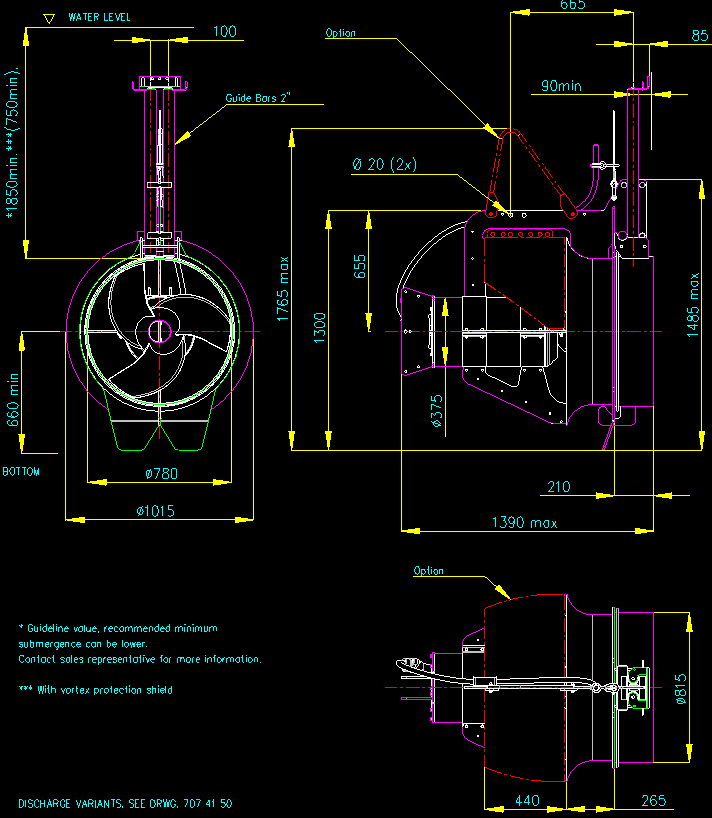 WATER LEVEL
100
*1850min.***(750min).
Guide Bars 2"
660 min
BOTTOM
ø780
ø1015
665
85
Option
90min
Ø 20 (2x)
1765 max
1300
655
ø375
1485 max
210
1390 max
Option
ø815
440
265
* Guideline value, recommended minimum
submergence can be lower.
Contact sales representative for more information.
*** With vortex protection shield
DISCHARGE VARIANTS. SEE DRWG. 707 41 50